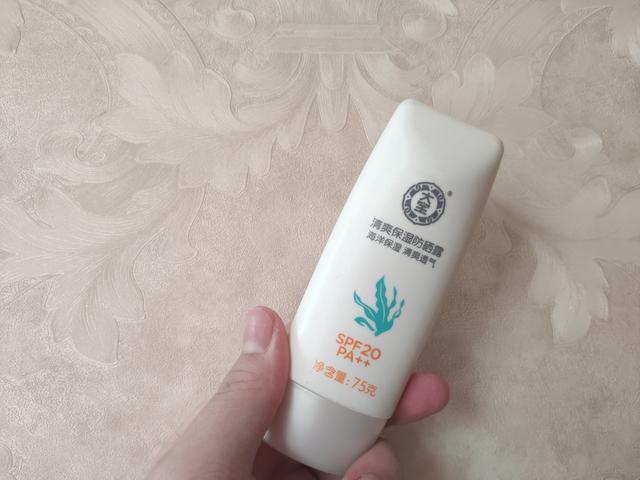 大宝
®
清爽保湿防晒露
海洋保湿 清爽透气
SPF20
PA++
净含量:75克